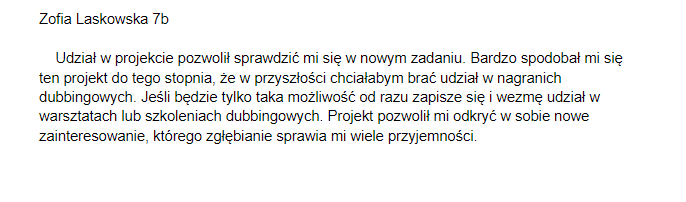 Zofia Laskowska 7b
Udział w projekcie pozwolił sprawdzić mi się w nowym zadaniu. Bardzo spodobał mi się
ten projekt do tego stopnia, że w przyszłości chciałabym brać udział w nagranich
dubbingowych. Jeśli będzie tylko taka możliwość od razu zapisze się i wezmę udział w
warsztatach lub szkoleniach dubbingowych. Projekt pozwolił mi odkryć w sobie nowe
zainteresowanie, którego zgłębianie sprawia mi wiele przyjemności.